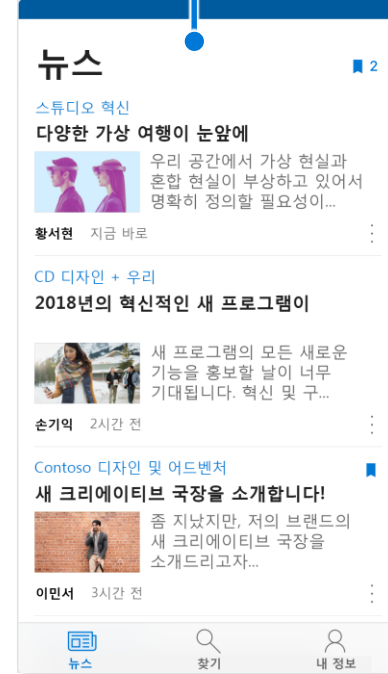 뉴스
2
스튜디오 혁신
다양한 가상 여행이 눈앞에
우리 공간에서 가상 현실과
혼합 현실이 부상하고 있어서
명확히 정의할 필요성이...
황서현 지금 바로
CD 디자인 + 우리
2018년의 혁신적인 새 프로그램이
새 프로그램의 모든 새로운
기능을 홍보할 날이 너무
기대됩니다. 혁신 및 구...
손기익 2시간 전
Contoso 디자인 및 어드벤처
새 크리에이티브 국장을 소개합니다!
좀 지났지만, 저의 브랜드의
새 크리에이티브 국장을
소개드리고자...
이민서 3시간 전
뉴스 찾기 내 정보